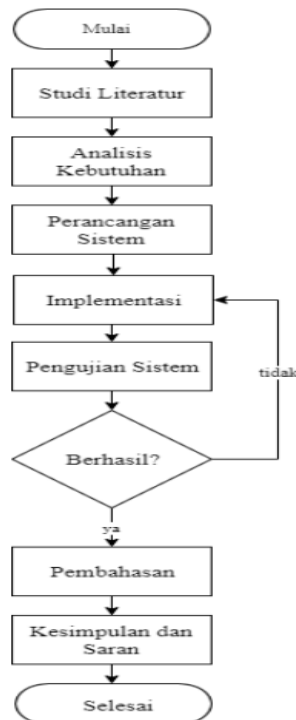 Mulai
Studi Literatur
Analisis
Kebutuhan
Perancangan
Sistem
Implementasi
Pengujian Sistem
tidak
Berhasil?
ya
Pembahasan
Kesimpulan dan
Saran
Selesai